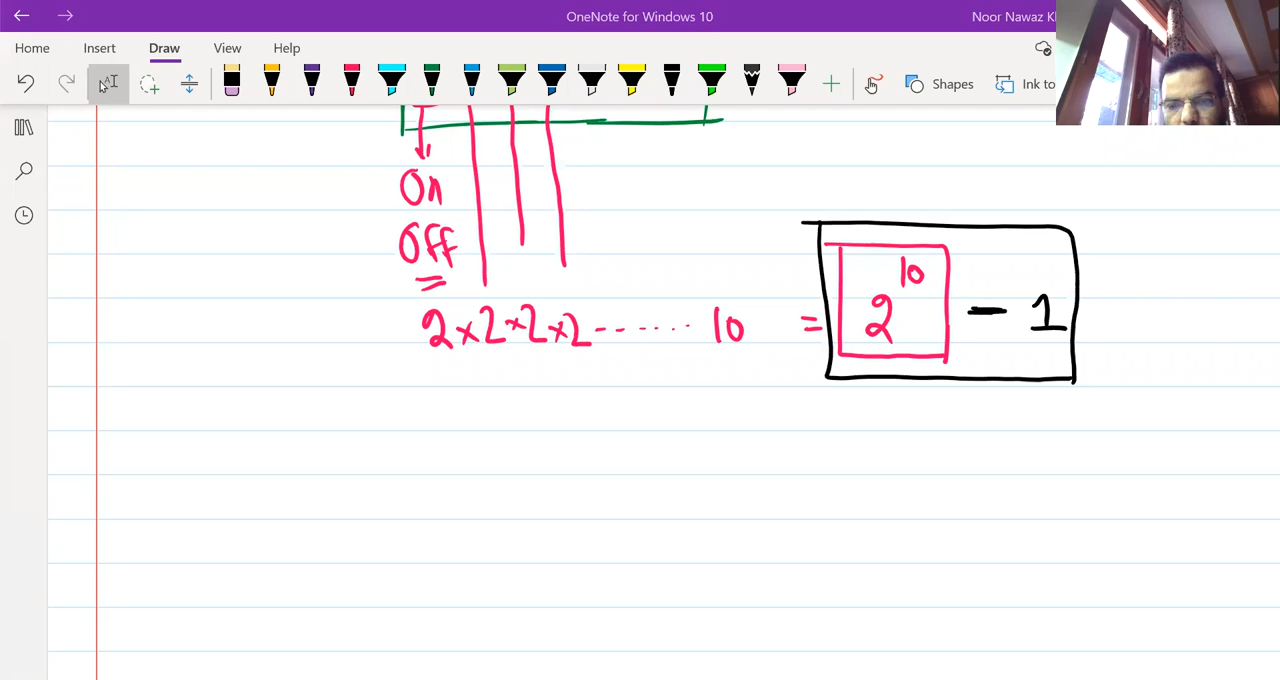 OneNote for Windows 10
Noor Nawaz Kh
Home Insert Draw View Help
Shapes Ink to
On
Off
2 × 2 × 2 × 2 ------ 10 = 2^10 - 1